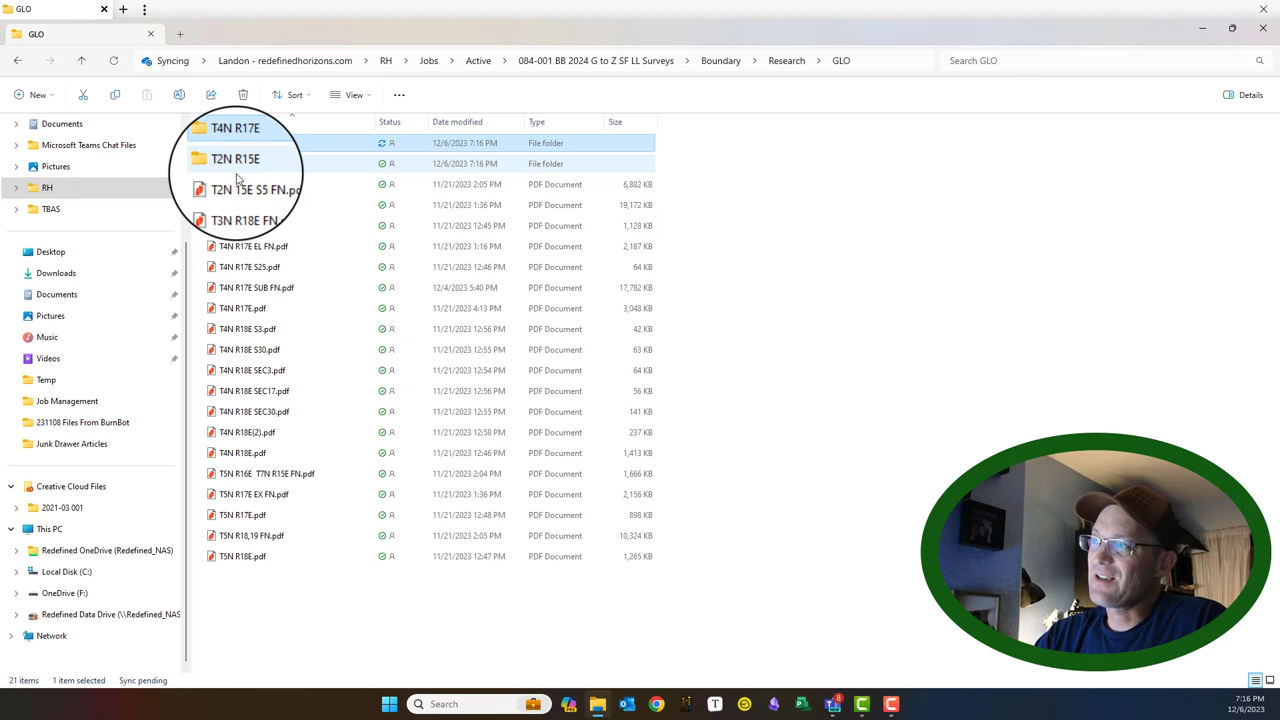 GLO
GLO
Syncing Landon - redefinedhorizons.com RH Jobs Active 084-001 BB 2024 G to Z SF LL Surveys Boundary Research GLO
Search GLO
New Sort View Details
Documents
Microsoft Teams Chat Files
Pictures
RH
TBAS
Desktop
Downloads
Documents
Pictures
Music
Videos
Temp
Job Management
231108 Files From BurnBot
Junk Drawer Articles
Creative Cloud Files
2021-03 001
This PC
Redefined OneDrive (Redefined_NAS)
Local Disk (C:)
OneDrive (F:)
Redefined Data Drive (\\Redefined_NAS
Network
Status Date modified Type Size
T4N R17E 12/6/2023 7:16 PM File folder
T2N R15E 12/6/2023 7:16 PM File folder
T2N 15E S5 FN.pd 11/21/2023 2:05 PM PDF Document 6,882 KB
T3N R18E FN. 11/21/2023 1:36 PM PDF Document 19,172 KB
11/21/2023 12:45 PM PDF Document 1,128 KB
T4N R17E EL FN.pdf 11/21/2023 1:16 PM PDF Document 2,187 KB
T4N R17E S25.pdf 11/21/2023 12:46 PM PDF Document 64 KB
T4N R17E SUB FN.pdf 12/4/2023 5:40 PM PDF Document 17,782 KB
T4N R17E.pdf 11/21/2023 4:13 PM PDF Document 3,048 KB
T4N R18E S3.pdf 11/21/2023 12:56 PM PDF Document 42 KB
T4N R18E S30.pdf 11/21/2023 12:55 PM PDF Document 63 KB
T4N R18E SEC3.pdf 11/21/2023 12:54 PM PDF Document 64 KB
T4N R18E SEC17.pdf 11/21/2023 12:56 PM PDF Document 56 KB
T4N R18E SEC30.pdf 11/21/2023 12:55 PM PDF Document 141 KB
T4N R18E(2).pdf 11/21/2023 12:58 PM PDF Document 237 KB
T4N R18E.pdf 11/21/2023 12:46 PM PDF Document 1,413 KB
T5N R16E T7N R15E FN.pdf 11/21/2023 2:04 PM PDF Document 1,666 KB
T5N R17E EX FN.pdf 11/21/2023 1:36 PM PDF Document 2,156 KB
T5N R17E.pdf 11/21/2023 12:48 PM PDF Document 898 KB
T5N R18,19 FN.pdf 11/21/2023 2:05 PM PDF Document 10,324 KB
T5N R18E.pdf 11/21/2023 12:47 PM PDF Document 1,265 KB
21 items 1 item selected Sync pending
Search
8
7:16 PM
12/6/2023